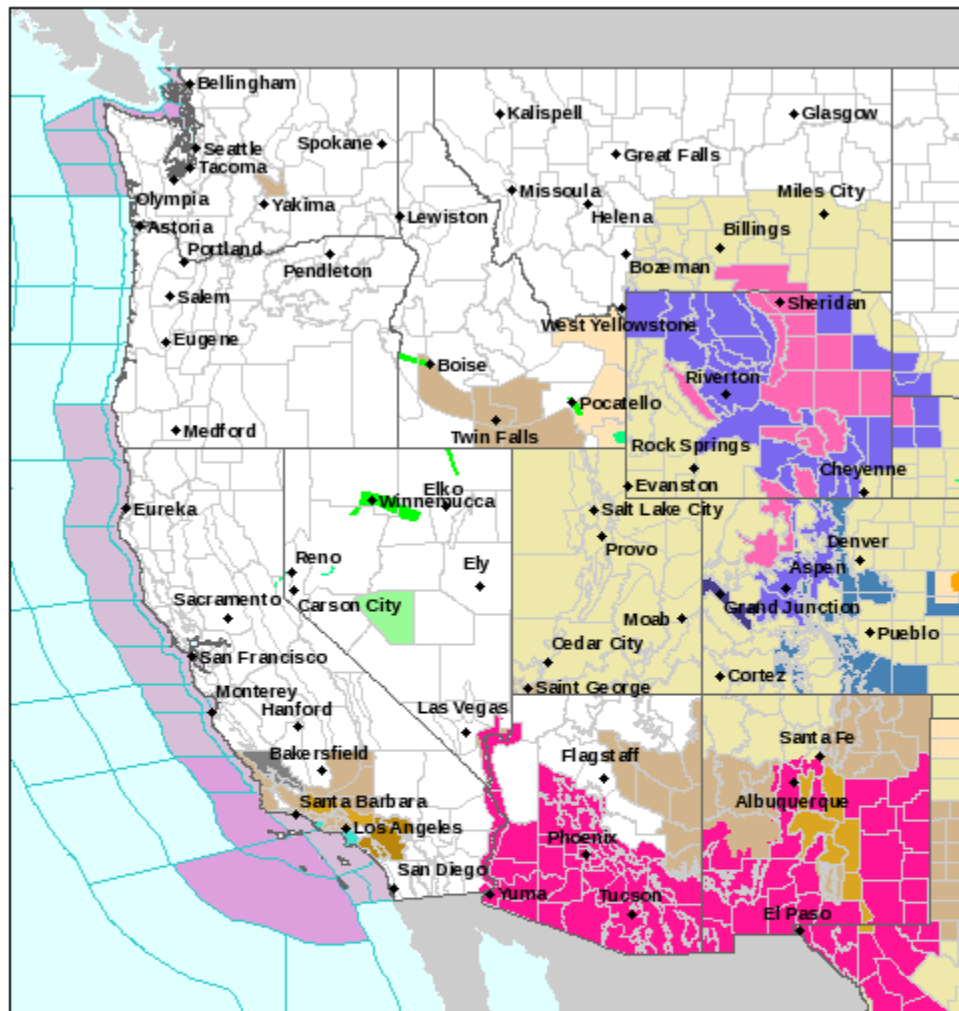 Bellingham
Kalispell
Glasgow
Seattle
Spokane
Great Falls
Tacoma
Missoula
Miles City
Olympia
Yakima
Lewiston
Helena
Astoria
Billings
Portland
Pendleton
Bozeman
Salem
Sheridan
West Yellowstone
Eugene
Boise
Riverton
Pocatello
Medford
Twin Falls
Rock Springs
Cheyenne
Elko
Evanston
Winnemucca
Eureka
Salt Lake City
Provo
Denver
Reno
Ely
Aspen
Sacramento
Carson City
Grand Junction
Moab
Pueblo
San Francisco
Cedar City
Cortez
Monterey
Saint George
Hanford
Las Vegas
Santa Fe
Bakersfield
Flagstaff
Albuquerque
Santa Barbara
Los Angeles
Phoenix
San Diego
Yuma
Tucson
El Paso